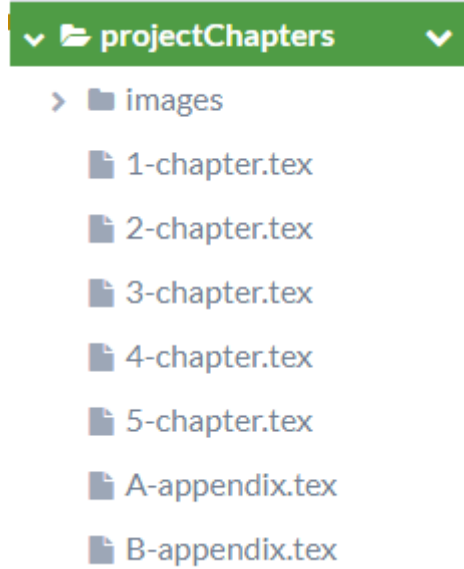 projectChapters
images
1-chapter.tex
2-chapter.tex
3-chapter.tex
4-chapter.tex
5-chapter.tex
A-appendix.tex
B-appendix.tex